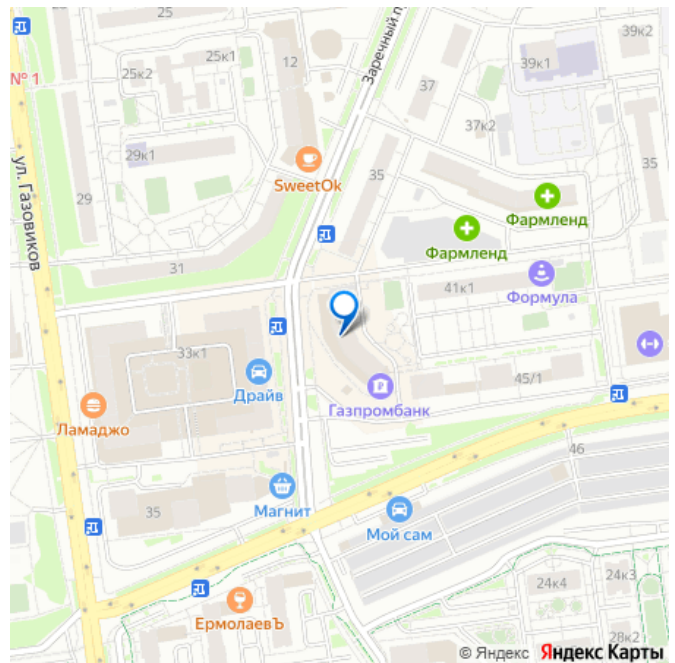 39к2
25
25к1
12
39к1
25к2
№ 1
37
Заречный п
37к2
29к1
35
35
SweetOk
ул. Газовиков
29
Фармленд
Фармленд
31
41к1
Формула
33к1
Драйв
45/1
Газпромбанк
Ламаджо
46
35
Магнит
Мой сам
24к4
24к3
ЕрмолаевЪ
28к2
© Яндекс Яндекс Карты